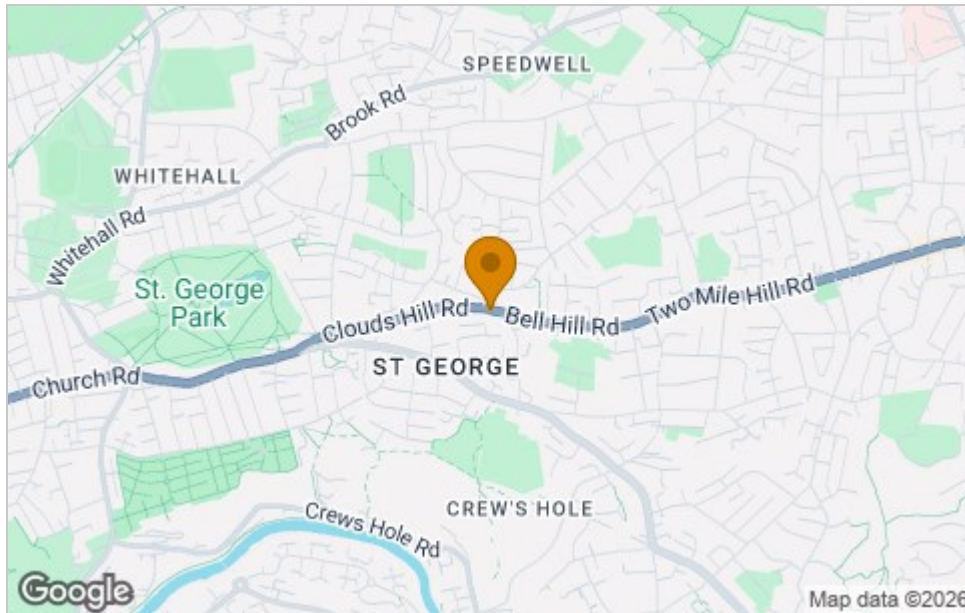 SPEEDWELL
Brook Rd
WHITEHALL
Whitehall Rd
St. George
Park
Clouds Hill Rd
Bell Hill Rd
Two Mile Hill Rd
Church Rd
ST GEORGE
CREW'S HOLE
Crews Hole Rd
Google
Map data ©2026